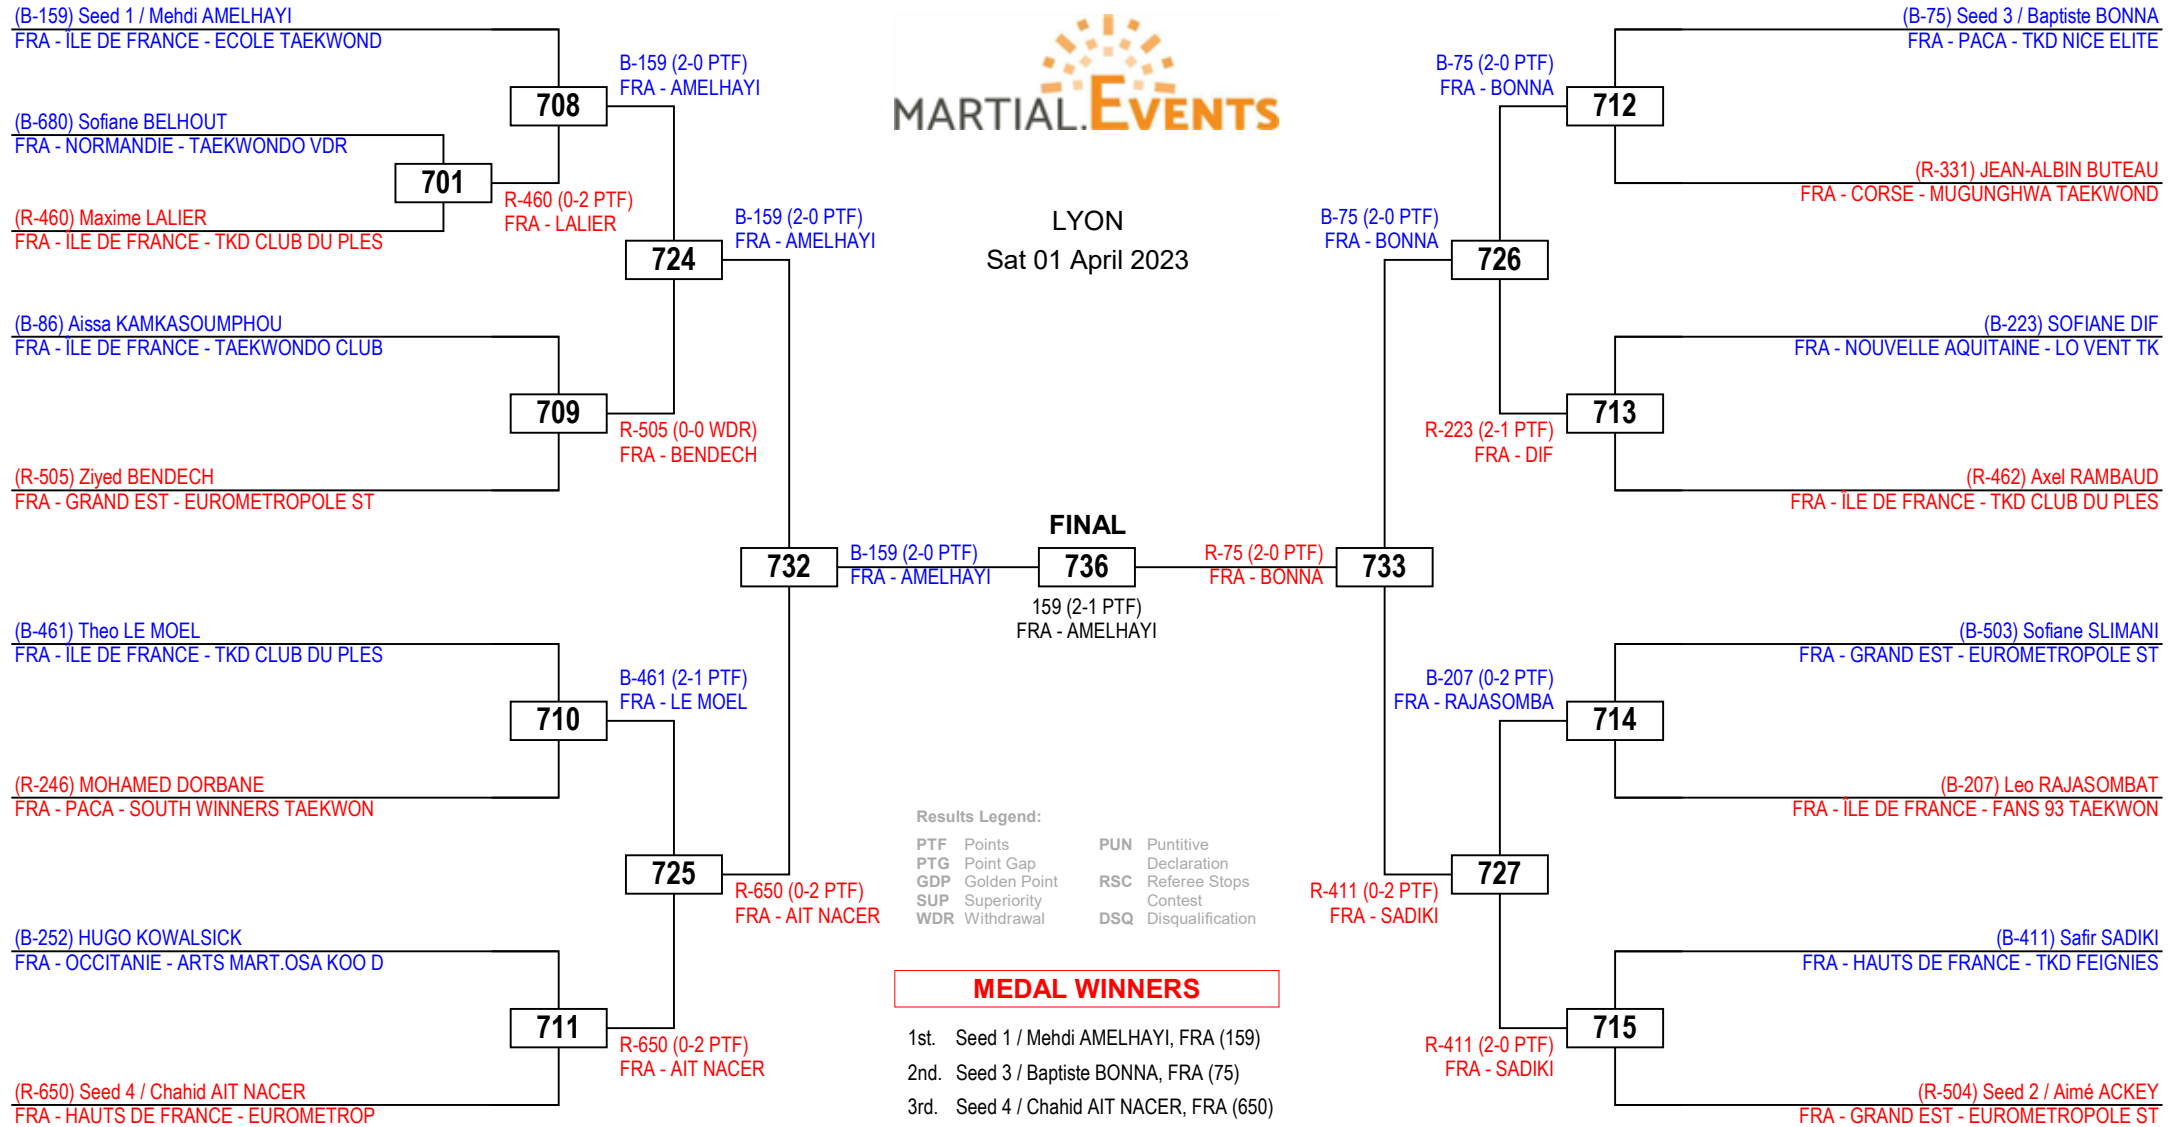 (B-159) Seed 1 / Mehdi AMELHAYI
FRA - ÎLE DE FRANCE - ECOLE TAEKWOND
B-159 (2-0 PTF)
FRA - AMELHAYI
708
(B-680) Sofiane BELHOUT
FRA - NORMANDIE - TAEKWONDO VDR
701
R-460 (0-2 PTF)
FRA - LALIER
(R-460) Maxime LALIER
FRA - ÎLE DE FRANCE - TKD CLUB DU PLES
B-159 (2-0 PTF)
FRA - AMELHAYI
724
(B-86) Aissa KAMKASOUMPHOU
FRA - ÎLE DE FRANCE - TAEKWONDO CLUB
709
R-505 (0-0 WDR)
FRA - BENDECH
(R-505) Ziyed BENDECH
FRA - GRAND EST - EUROMETROPOLE ST
732
B-159 (2-0 PTF)
FRA - AMELHAYI
(B-461) Theo LE MOEL
FRA - ÎLE DE FRANCE - TKD CLUB DU PLES
B-461 (2-1 PTF)
FRA - LE MOEL
710
(R-246) MOHAMED DORBANE
FRA - PACA - SOUTH WINNERS TAEKWON
725
R-650 (0-2 PTF)
FRA - AIT NACER
(B-252) HUGO KOWALSICK
FRA - OCCITANIE - ARTS MART.OSA KOO D
711
R-650 (0-2 PTF)
FRA - AIT NACER
(R-650) Seed 4 / Chahid AIT NACER
FRA - HAUTS DE FRANCE - EUROMETROP
MARTIAL.EVENTS
LYON
Sat 01 April 2023
FINAL
736
159 (2-1 PTF)
FRA - AMELHAYI
Results Legend:
PTF Points
PTG Point Gap
GDP Golden Point
SUP Superiority
WDR Withdrawal
PUN Puntitive
Declaration
RSC Referee Stops
Contest
DSQ Disqualification
MEDAL WINNERS
1st. Seed 1 / Mehdi AMELHAYI, FRA (159)
2nd. Seed 3 / Baptiste BONNA, FRA (75)
3rd. Seed 4 / Chahid AIT NACER, FRA (650)
(B-75) Seed 3 / Baptiste BONNA
FRA - PACA - TKD NICE ELITE
B-75 (2-0 PTF)
FRA - BONNA
712
(R-331) JEAN-ALBIN BUTEAU
FRA - CORSE - MUGUNGHWA TAEKWOND
B-75 (2-0 PTF)
FRA - BONNA
726
(B-223) SOFIANE DIF
FRA - NOUVELLE AQUITAINE - LO VENT TK
713
R-223 (2-1 PTF)
FRA - DIF
(R-462) Axel RAMBAUD
FRA - ÎLE DE FRANCE - TKD CLUB DU PLES
R-75 (2-0 PTF)
FRA - BONNA
733
(B-503) Sofiane SLIMANI
FRA - GRAND EST - EUROMETROPOLE ST
B-207 (0-2 PTF)
FRA - RAJASOMBA
714
(B-207) Leo RAJASOMBAT
FRA - ÎLE DE FRANCE - FANS 93 TAEKWON
727
R-411 (0-2 PTF)
FRA - SADIKI
(B-411) Safir SADIKI
FRA - HAUTS DE FRANCE - TKD FEIGNIES
715
R-411 (2-0 PTF)
FRA - SADIKI
(R-504) Seed 2 / Aimé ACKEY
FRA - GRAND EST - EUROMETROPOLE ST